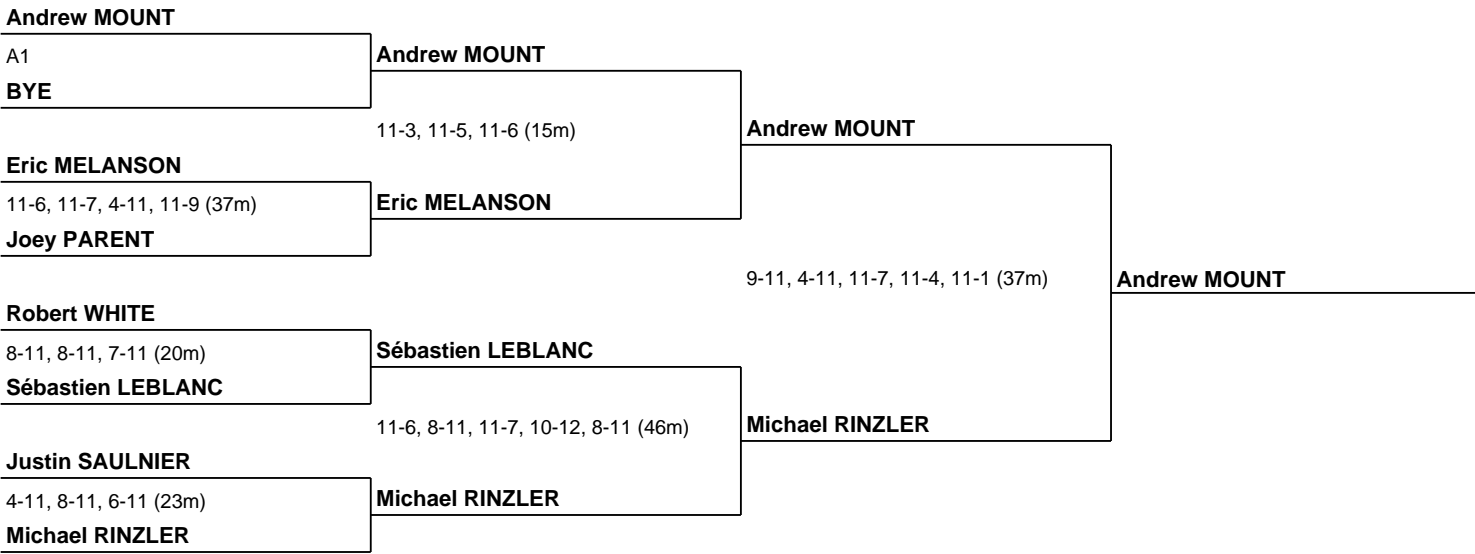 Andrew MOUNT
A1
Andrew MOUNT
BYE
11-3, 11-5, 11-6 (15m)
Andrew MOUNT
Eric MELANSON
11-6, 11-7, 4-11, 11-9 (37m)
Eric MELANSON
Joey PARENT
9-11, 4-11, 11-7, 11-4, 11-1 (37m)
Andrew MOUNT
Robert WHITE
8-11, 8-11, 7-11 (20m)
Sébastien LEBLANC
Sébastien LEBLANC
11-6, 8-11, 11-7, 10-12, 8-11 (46m)
Michael RINZLER
Justin SAULNIER
4-11, 8-11, 6-11 (23m)
Michael RINZLER
Michael RINZLER